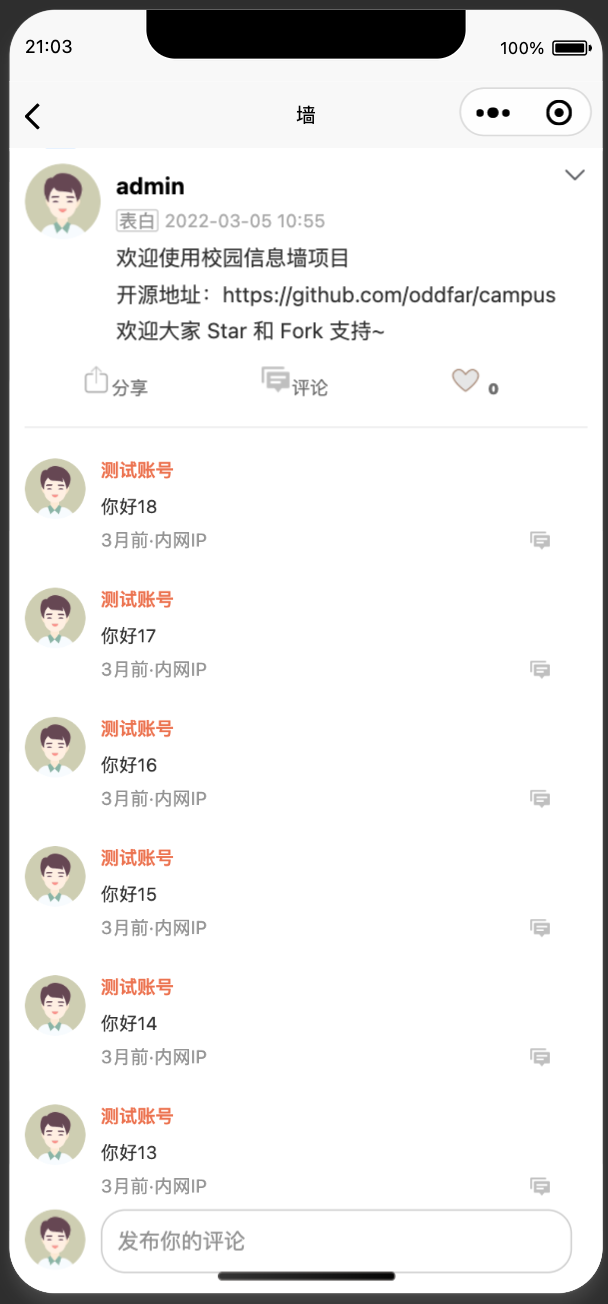 21:03
100%
墙
admin
表白 2022-03-05 10:55
欢迎使用校园信息墙项目
开源地址：https://github.com/oddfar/campus
欢迎大家 Star 和 Fork 支持~
分享 评论 0
测试账号
你好18
3月前·内网IP
测试账号
你好17
3月前·内网IP
测试账号
你好16
3月前·内网IP
测试账号
你好15
3月前·内网IP
测试账号
你好14
3月前·内网IP
测试账号
你好13
3月前·内网IP
发布你的评论